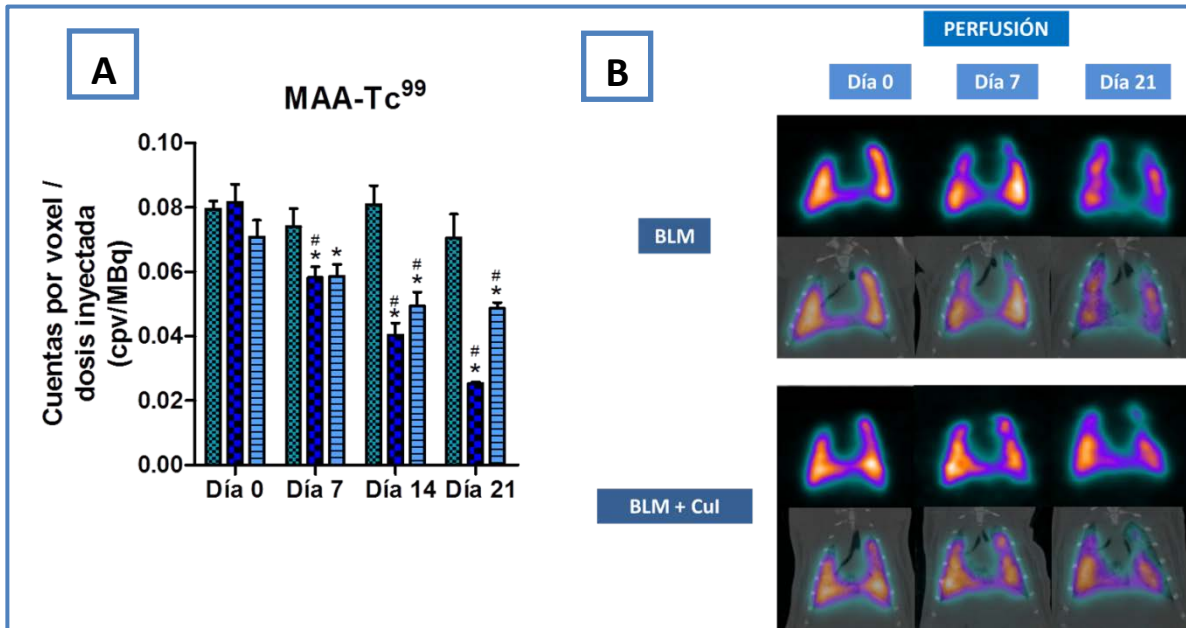 A
MAA-Tc99
Cuentas por voxel /
dosis inyectada
(cpv/MBq)
0.10
0.08
0.06
0.04
0.02
0.00
#
*
*
#
*
#
*
#
*
#
*
Día 0 Día 7 Día 14 Día 21
B
PERFUSIÓN
Día 0 Día 7 Día 21
BLM
BLM + Cul